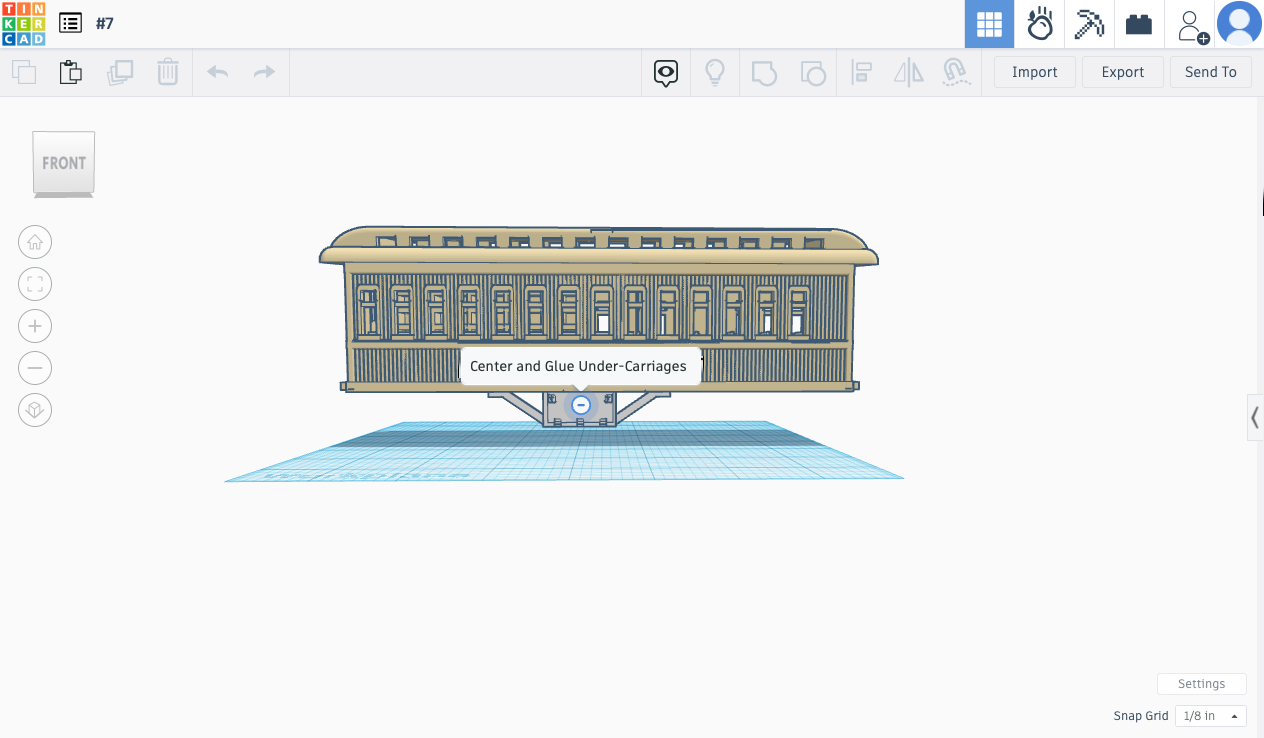 TIN
KER
CAD
#7
Import
Export
Send To
FRONT
Center and Glue Under-Carriages
Settings
Snap Grid
1/8 in